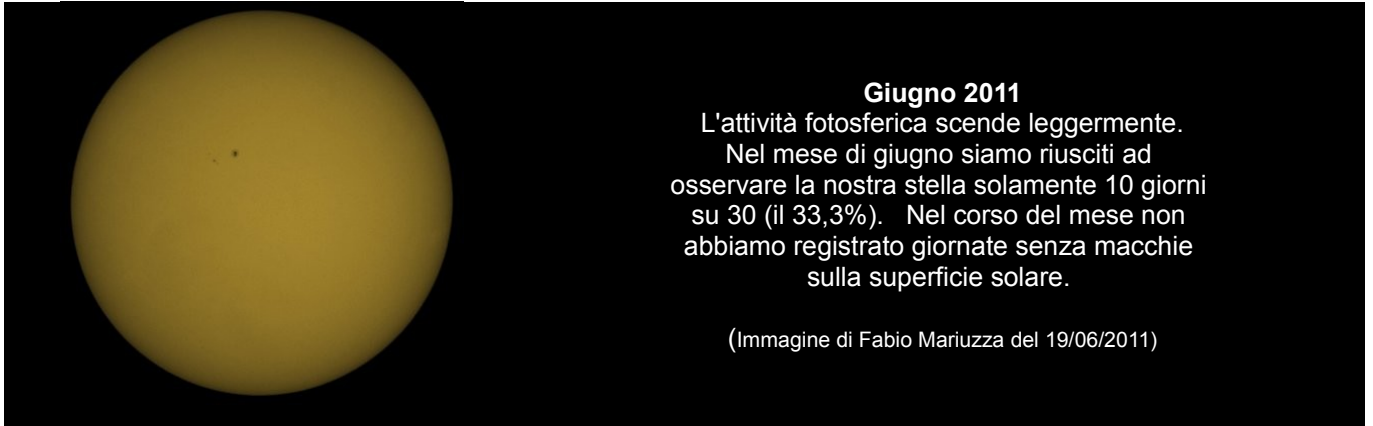 Giugno 2011
L'attività fotosferica scende leggermente.
Nel mese di giugno siamo riusciti ad
osservare la nostra stella solamente 10 giorni
su 30 (il 33,3%).   Nel corso del mese non
abbiamo registrato giornate senza macchie
sulla superficie solare.
(Immagine di Fabio Mariuzza del 19/06/2011)